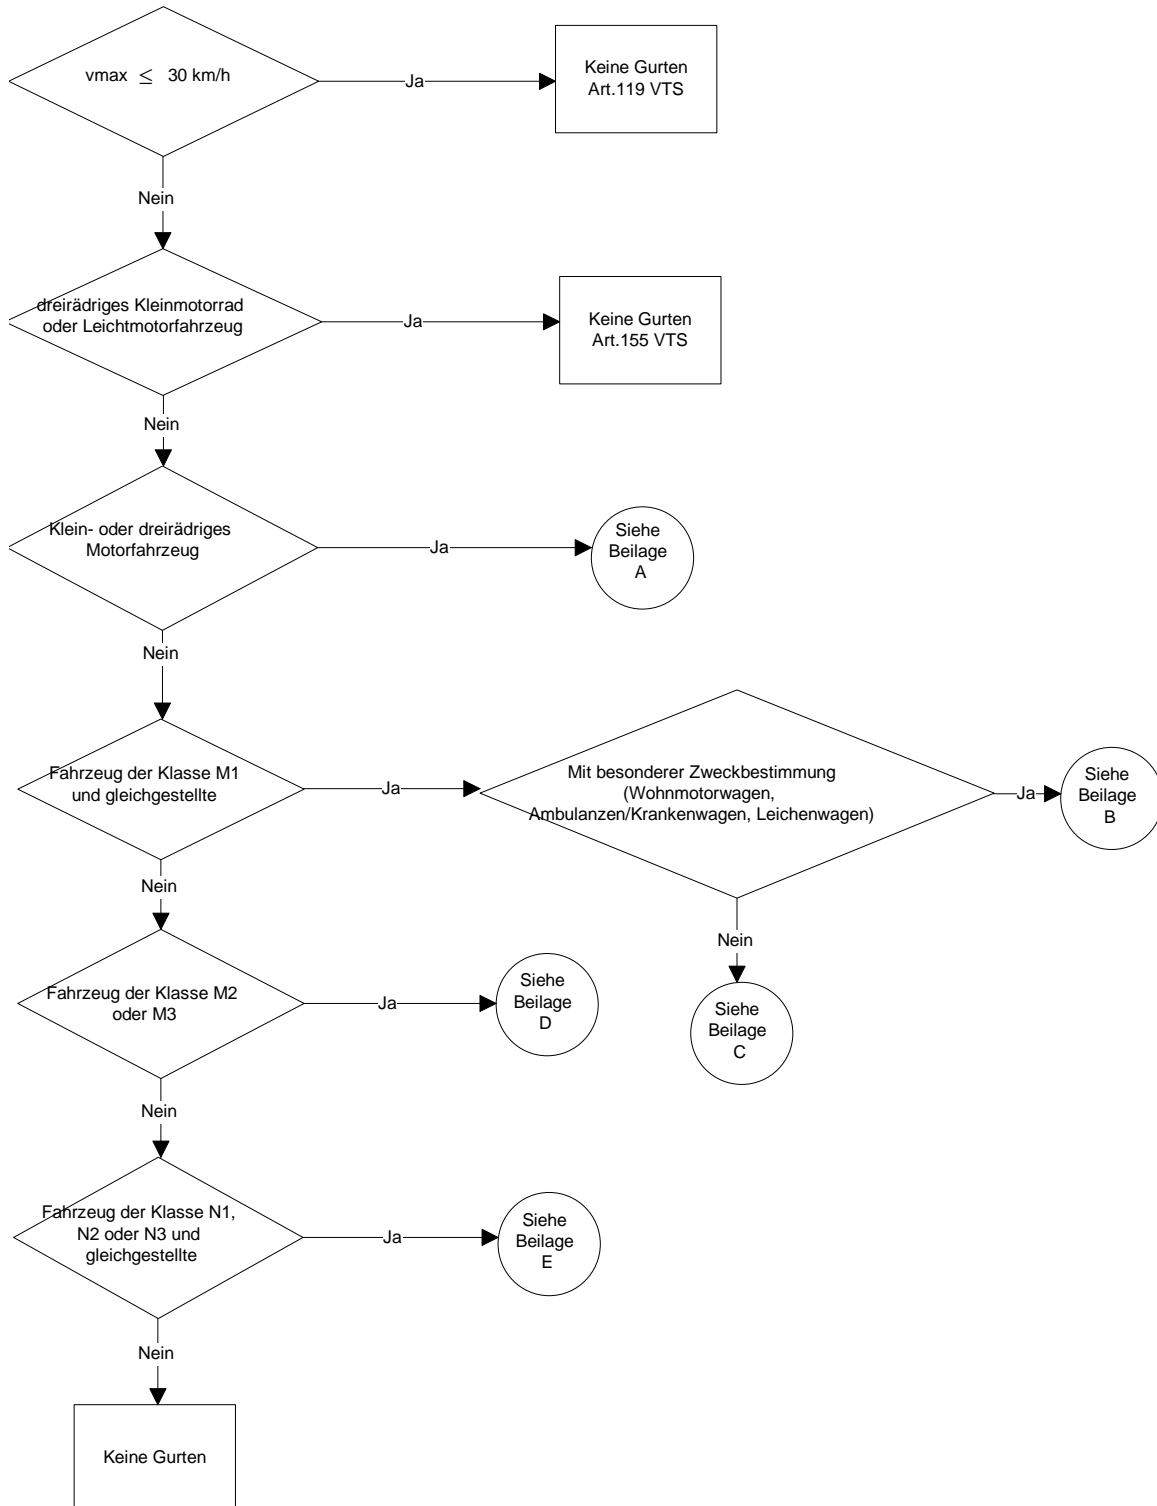 vmax ≤ 30 km/h
Ja
Keine Gurten
Art.119 VTS
Nein
dreirädriges Kleinmotorrad
oder Leichtmotorfahrzeug
Ja
Keine Gurten
Art.155 VTS
Nein
Klein- oder dreirädriges
Motorfahrzeug
Ja
Siehe
Beilage
A
Nein
Fahrzeug der Klasse M1
und gleichgestellte
Ja
Mit besonderer Zweckbestimmung
(Wohnmotorwagen,
Ambulanzen/Krankenwagen, Leichenwagen)
Ja
Siehe
Beilage
B
Nein
Nein
Siehe
Beilage
C
Fahrzeug der Klasse M2
oder M3
Ja
Siehe
Beilage
D
Nein
Fahrzeug der Klasse N1,
N2 oder N3 und
gleichgestellte
Ja
Siehe
Beilage
E
Nein
Keine Gurten